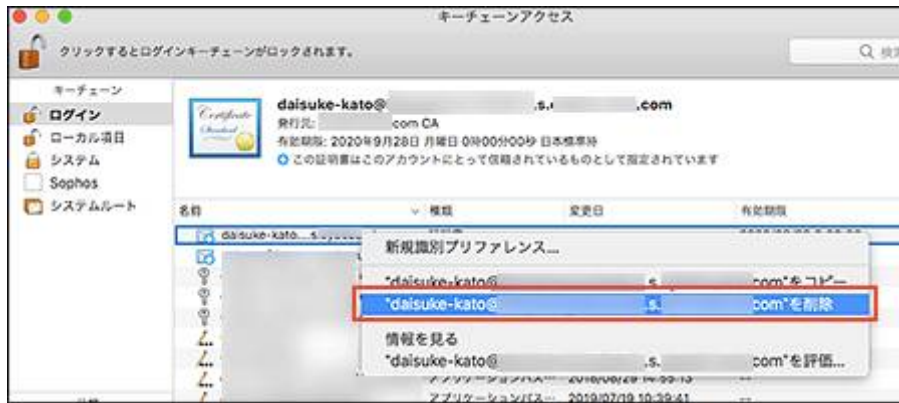 キーチェーンアクセス
クリックするとログインキーチェーンがロックされます。
キーチェーン
ログイン
ローカル項目
システム
Sophos
システムルート
Certificate
Standard
daisuke-kato@ .s. .com
発行元: com CA
有効期限: 2020年9月28日 月曜日 0時00分00秒 日本標準時
この証明書はこのアカウントにとって信頼されているものとして指定されています
名前 種類 変更日 有効期限
daisuke-kato...
新規識別プリファレンス...
"daisuke-kato@ .s. com"をコピー
"daisuke-kato@ .s. com"を削除
情報を見る
"daisuke-kato@ .s. com"を評価...
アプリケーションパス… 2018/08/29 14:55:13 --
アプリケーションパス… 2019/07/19 10:39:41 --